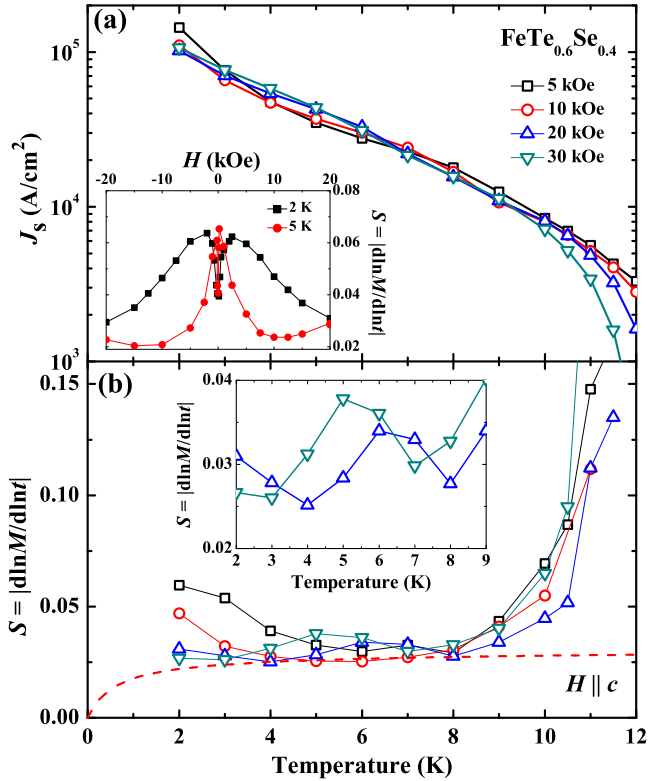 (a)
FeTe0.6Se0.4
5 kOe
10 kOe
20 kOe
30 kOe
10^5
10^4
10^3
J_S (A/cm^2)
H (kOe)
-20 -10 0 10 20
2 K
5 K
0.08
0.06
0.04
0.02
S = |dlnM/dlnt|
(b)
0.15
0.10
0.05
0.00
S = |dlnM/dlnt|
0.04
0.03
0.02
S = |dlnM/dlnt|
2 3 4 5 6 7 8 9
Temperature (K)
H || c
0 2 4 6 8 10 12
Temperature (K)